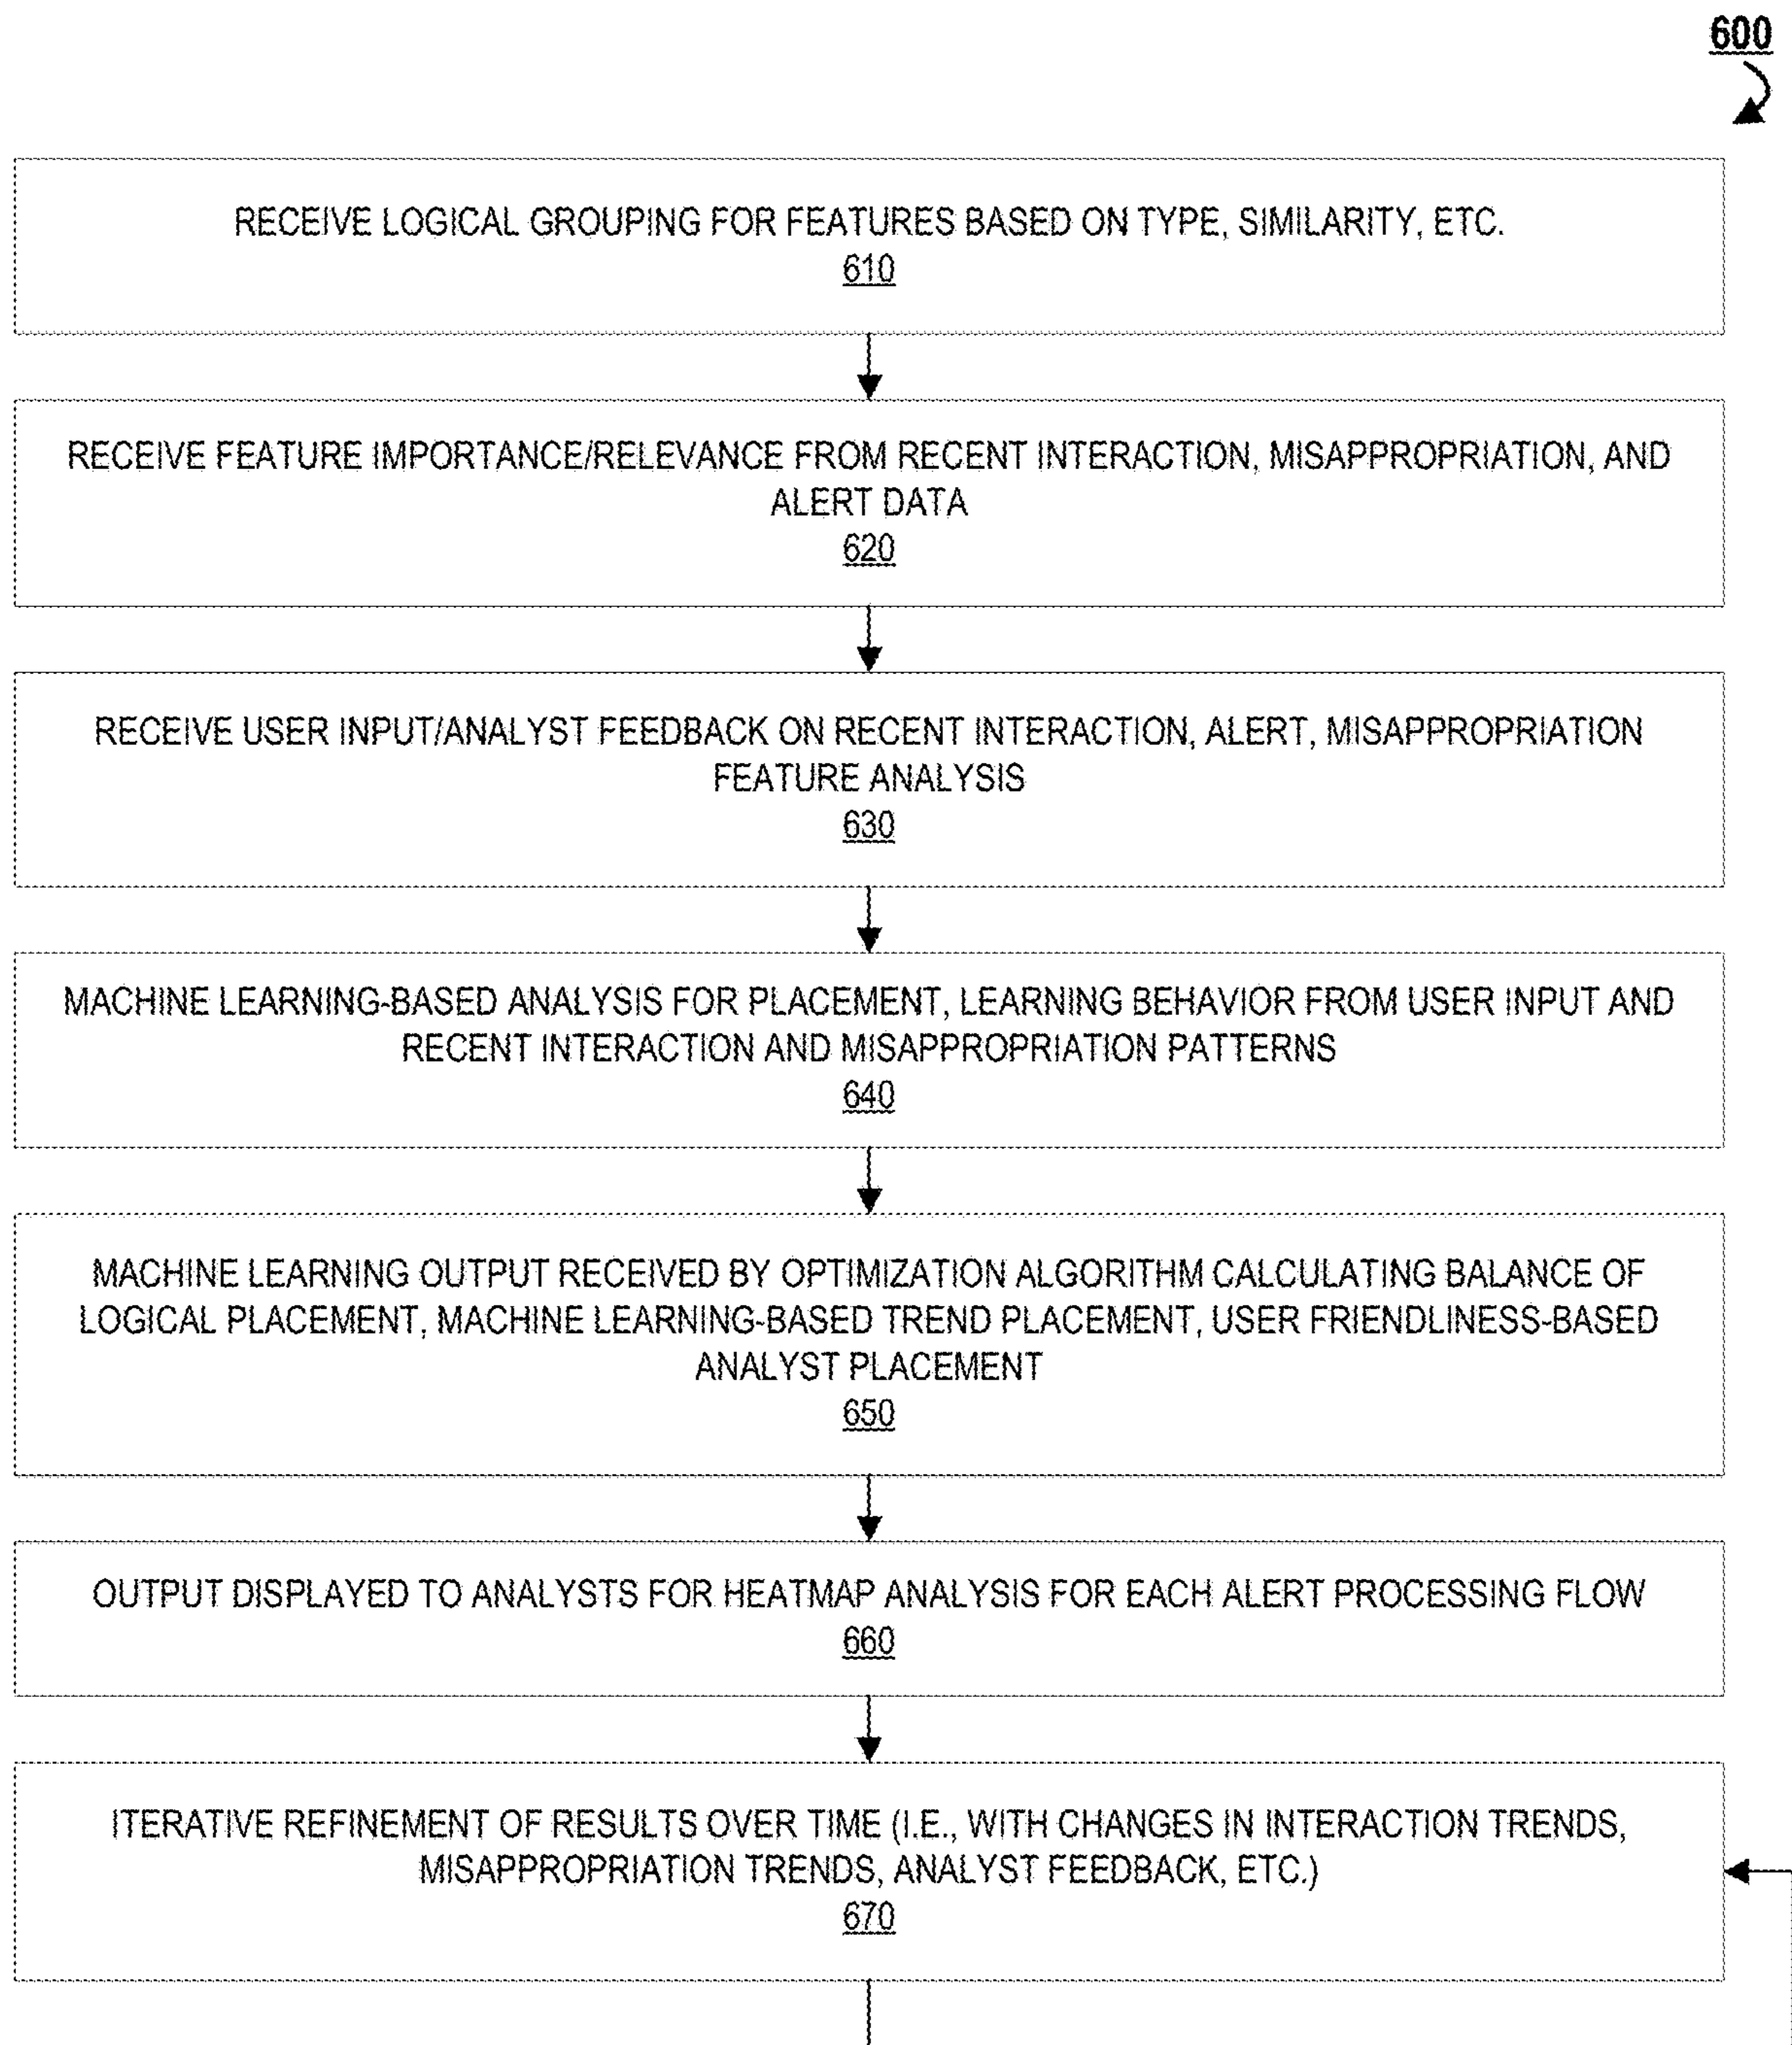 600
RECEIVE LOGICAL GROUPING FOR FEATURES BASED ON TYPE, SIMILARITY, ETC.
610
RECEIVE FEATURE IMPORTANCE/RELEVANCE FROM RECENT INTERACTION, MISAPPROPRIATION, AND
ALERT DATA
620
RECEIVE USER INPUT/ANALYST FEEDBACK ON RECENT INTERACTION, ALERT, MISAPPROPRIATION
FEATURE ANALYSIS
630
MACHINE LEARNING-BASED ANALYSIS FOR PLACEMENT, LEARNING BEHAVIOR FROM USER INPUT AND
RECENT INTERACTION AND MISAPPROPRIATION PATTERNS
640
MACHINE LEARNING OUTPUT RECEIVED BY OPTIMIZATION ALGORITHM CALCULATING BALANCE OF
LOGICAL PLACEMENT, MACHINE LEARNING-BASED TREND PLACEMENT, USER FRIENDLINESS-BASED
ANALYST PLACEMENT
650
OUTPUT DISPLAYED TO ANALYSTS FOR HEATMAP ANALYSIS FOR EACH ALERT PROCESSING FLOW
660
ITERATIVE REFINEMENT OF RESULTS OVER TIME (I.E., WITH CHANGES IN INTERACTION TRENDS,
MISAPPROPRIATION TRENDS, ANALYST FEEDBACK, ETC.)
670